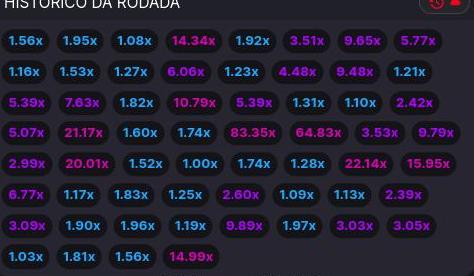 HISTÓRICO DA RODADA
1.56x 1.95x 1.08x 14.34x 1.92x 3.51x 9.65x 5.77x
1.16x 1.53x 1.27x 6.06x 1.23x 4.48x 9.48x 1.21x
5.39x 7.63x 1.82x 10.79x 5.39x 1.31x 1.10x 2.42x
5.07x 21.17x 1.60x 1.74x 83.35x 64.83x 3.53x 9.79x
2.99x 20.01x 1.52x 1.00x 1.74x 1.28x 22.14x 15.95x
6.77x 1.17x 1.83x 1.25x 2.60x 1.09x 1.13x 2.39x
3.09x 1.90x 1.96x 1.19x 9.89x 1.97x 3.03x 3.05x
1.03x 1.81x 1.56x 14.99x